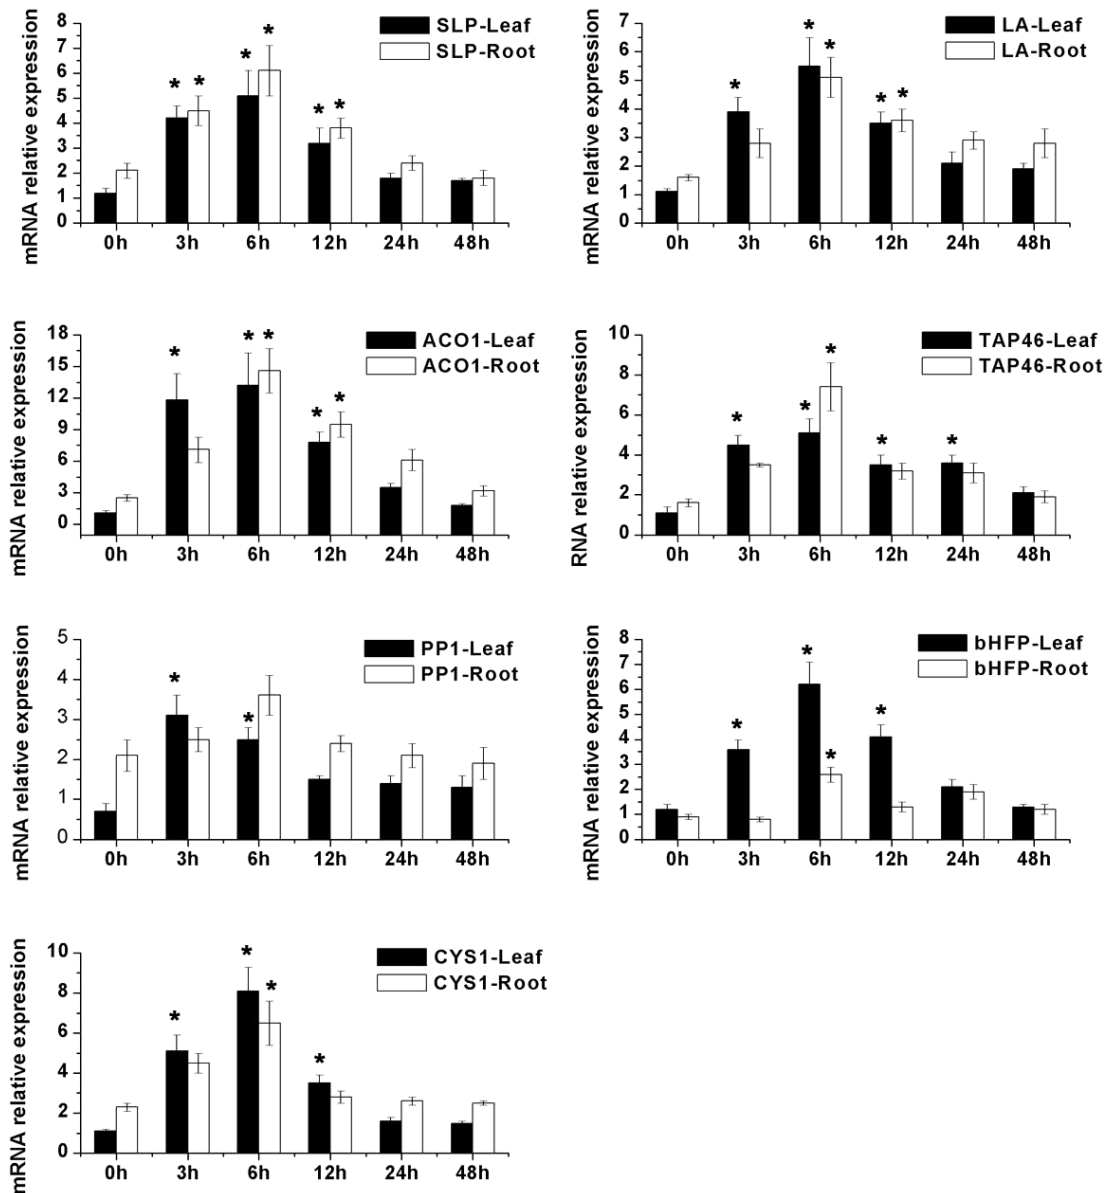 SLP-Leaf
SLP-Root
mRNA relative expression
8
7
6
5
4
3
2
1
0
* * * * * *
0h 3h 6h 12h 24h 48h
LA-Leaf
LA-Root
mRNA relative expression
7
6
5
4
3
2
1
0
* * * * *
0h 3h 6h 12h 24h 48h
ACO1-Leaf
ACO1-Root
mRNA relative expression
18
15
12
9
6
3
0
* * * * *
0h 3h 6h 12h 24h 48h
TAP46-Leaf
TAP46-Root
RNA relative expression
10
8
6
4
2
0
* * * * *
0h 3h 6h 12h 24h 48h
PP1-Leaf
PP1-Root
mRNA relative expression
5
4
3
2
1
0
* *
0h 3h 6h 12h 24h 48h
bHFP-Leaf
bHFP-Root
mRNA relative expression
8
7
6
5
4
3
2
1
0
* * * *
0h 3h 6h 12h 24h 48h
CYS1-Leaf
CYS1-Root
mRNA relative expression
10
8
6
4
2
0
* * * *
0h 3h 6h 12h 24h 48h